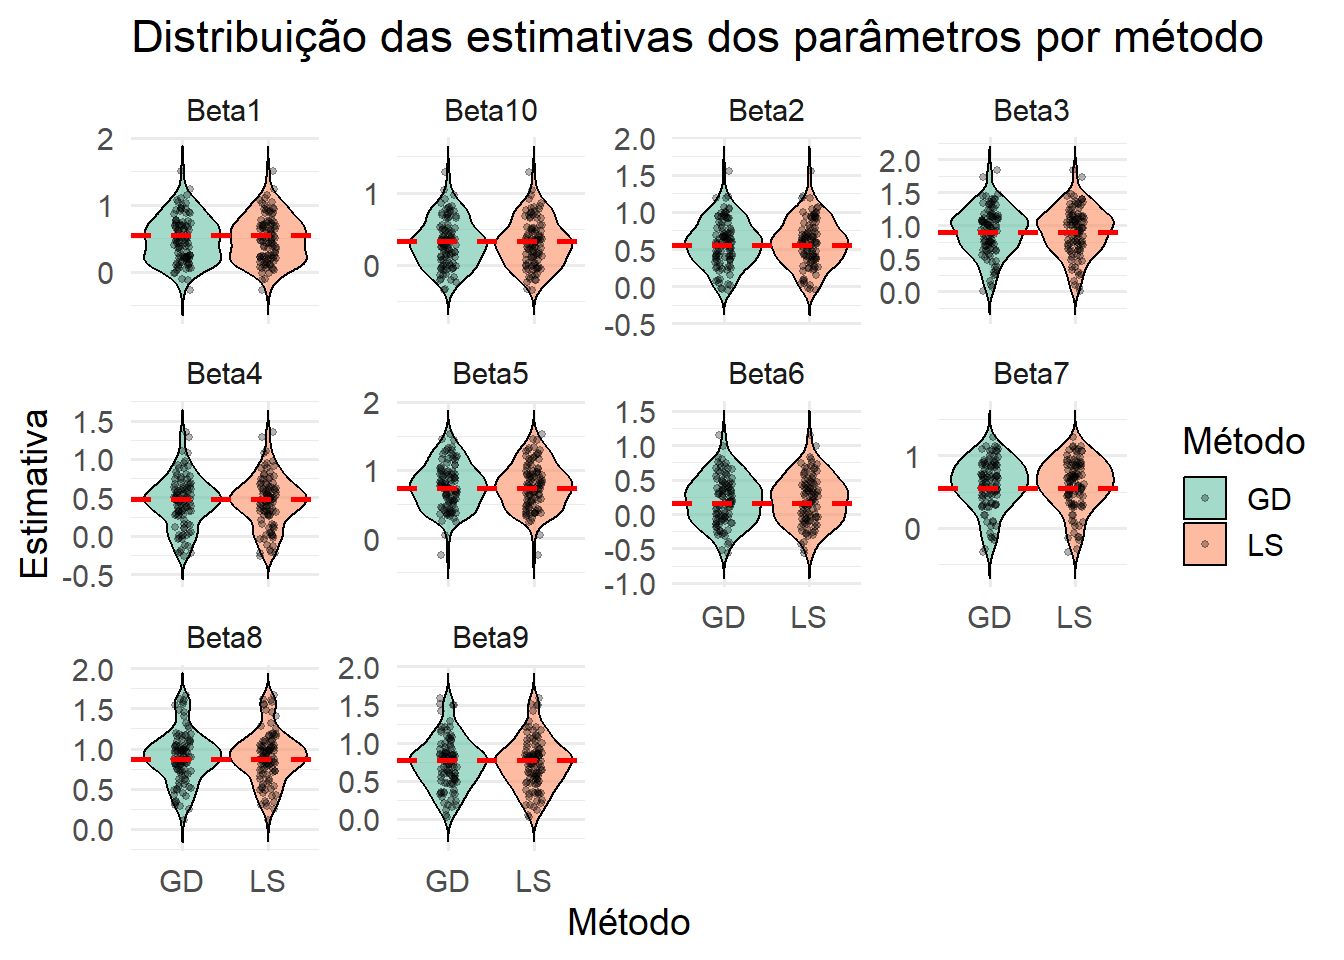 Distribuição das estimativas dos parâmetros por método
Beta1
Beta10
Beta2
Beta3
2
1
0
1
0
2.0
1.5
1.0
0.5
0.0
-0.5
2.0
1.5
1.0
0.5
0.0
Beta4
Beta5
Beta6
Beta7
1.5
1.0
0.5
0.0
-0.5
2
1
0
1.5
1.0
0.5
0.0
-0.5
-1.0
1
0
GD LS
GD LS
Beta8
Beta9
2.0
1.5
1.0
0.5
0.0
2.0
1.5
1.0
0.5
0.0
GD LS
GD LS
Estimativa
Método
Método
GD
LS